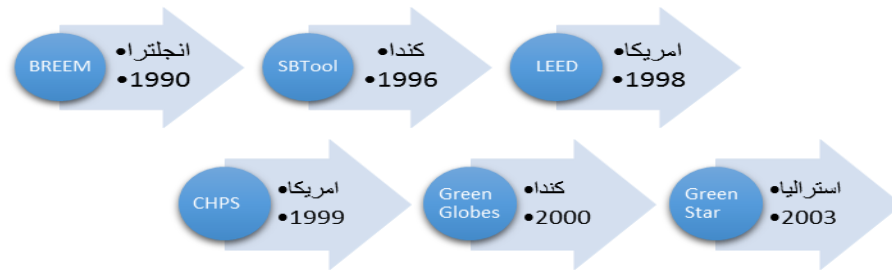 BREEM
انجلترا
1990
SBTool
كندا
1996
LEED
امريكا
1998
CHPS
امريكا
1999
Green
Globes
كندا
2000
Green
Star
استراليا
2003